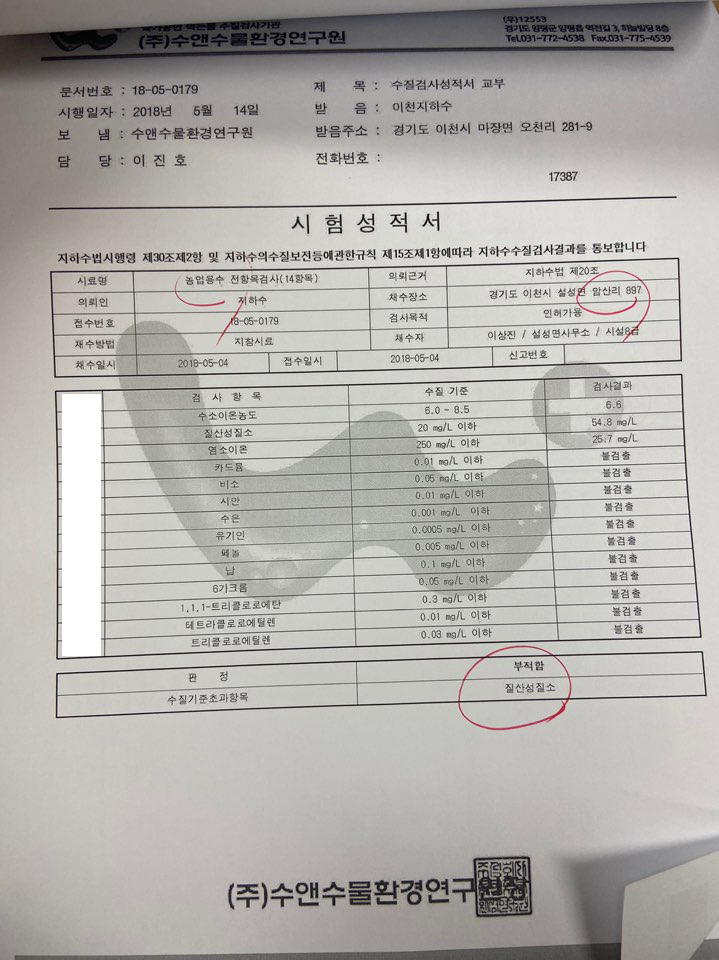 국가공인 먹는물 수질검사기관
(주)수앤수물환경연구원
(우)12553
경기도 양평군 양평읍 역전길 3, 하늘빌딩 8층
Tel.031-772-4538 Fax.031-775-4539
문서번호 : 18-05-0179
제 목 : 수질검사성적서 교부
시행일자 : 2018년 5월 14일
받 음 : 이천지하수
보 냄 : 수앤수물환경연구원
받음주소 : 경기도 이천시 마장면 오천리 281-9
담 당 : 이 진 호
전화번호 :
17387
시 험 성 적 서
지하수법시행령 제30조제2항 및 지하수의수질보전등에관한규칙 제15조제1항에따라 지하수수질검사결과를 통보합니다
시료명 농업용수 전항목검사(14항목) 의뢰근거 지하수법 제20조
의뢰인 지하수 채수장소 경기도 이천시 설성면 암산리 897
접수번호 18-05-0179 검사목적 인허가용
채수방법 지참시료 채수자 이상진 / 설성면사무소 / 시설8급
채수일시 2018-05-04 접수일시 2018-05-04 신고번호
검 사 항 목 수질 기준 검사결과
수소이온농도 6.0 ~ 8.5 6.6
질산성질소 20 mg/L 이하 54.8 mg/L
염소이온 250 mg/L 이하 25.7 mg/L
카드뮴 0.01 mg/L 이하 불검출
비소 0.05 mg/L 이하 불검출
시안 0.01 mg/L 이하 불검출
수은 0.001 mg/L 이하 불검출
유기인 0.0005 mg/L 이하 불검출
페놀 0.005 mg/L 이하 불검출
납 0.1 mg/L 이하 불검출
6가크롬 0.05 mg/L 이하 불검출
1,1,1-트리클로로에탄 0.3 mg/L 이하 불검출
테트라클로로에틸렌 0.01 mg/L 이하 불검출
트리클로로에틸렌 0.03 mg/L 이하 불검출
판 정 부적합
수질기준초과항목 질산성질소
(주)수앤수물환경연구원장